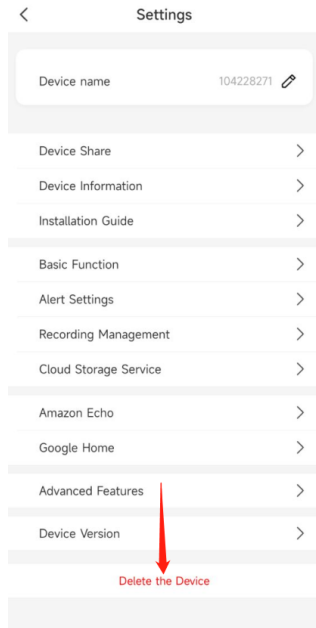 Settings
Device name 104228271
Device Share
Device Information
Installation Guide
Basic Function
Alert Settings
Recording Management
Cloud Storage Service
Amazon Echo
Google Home
Advanced Features
Device Version
Delete the Device